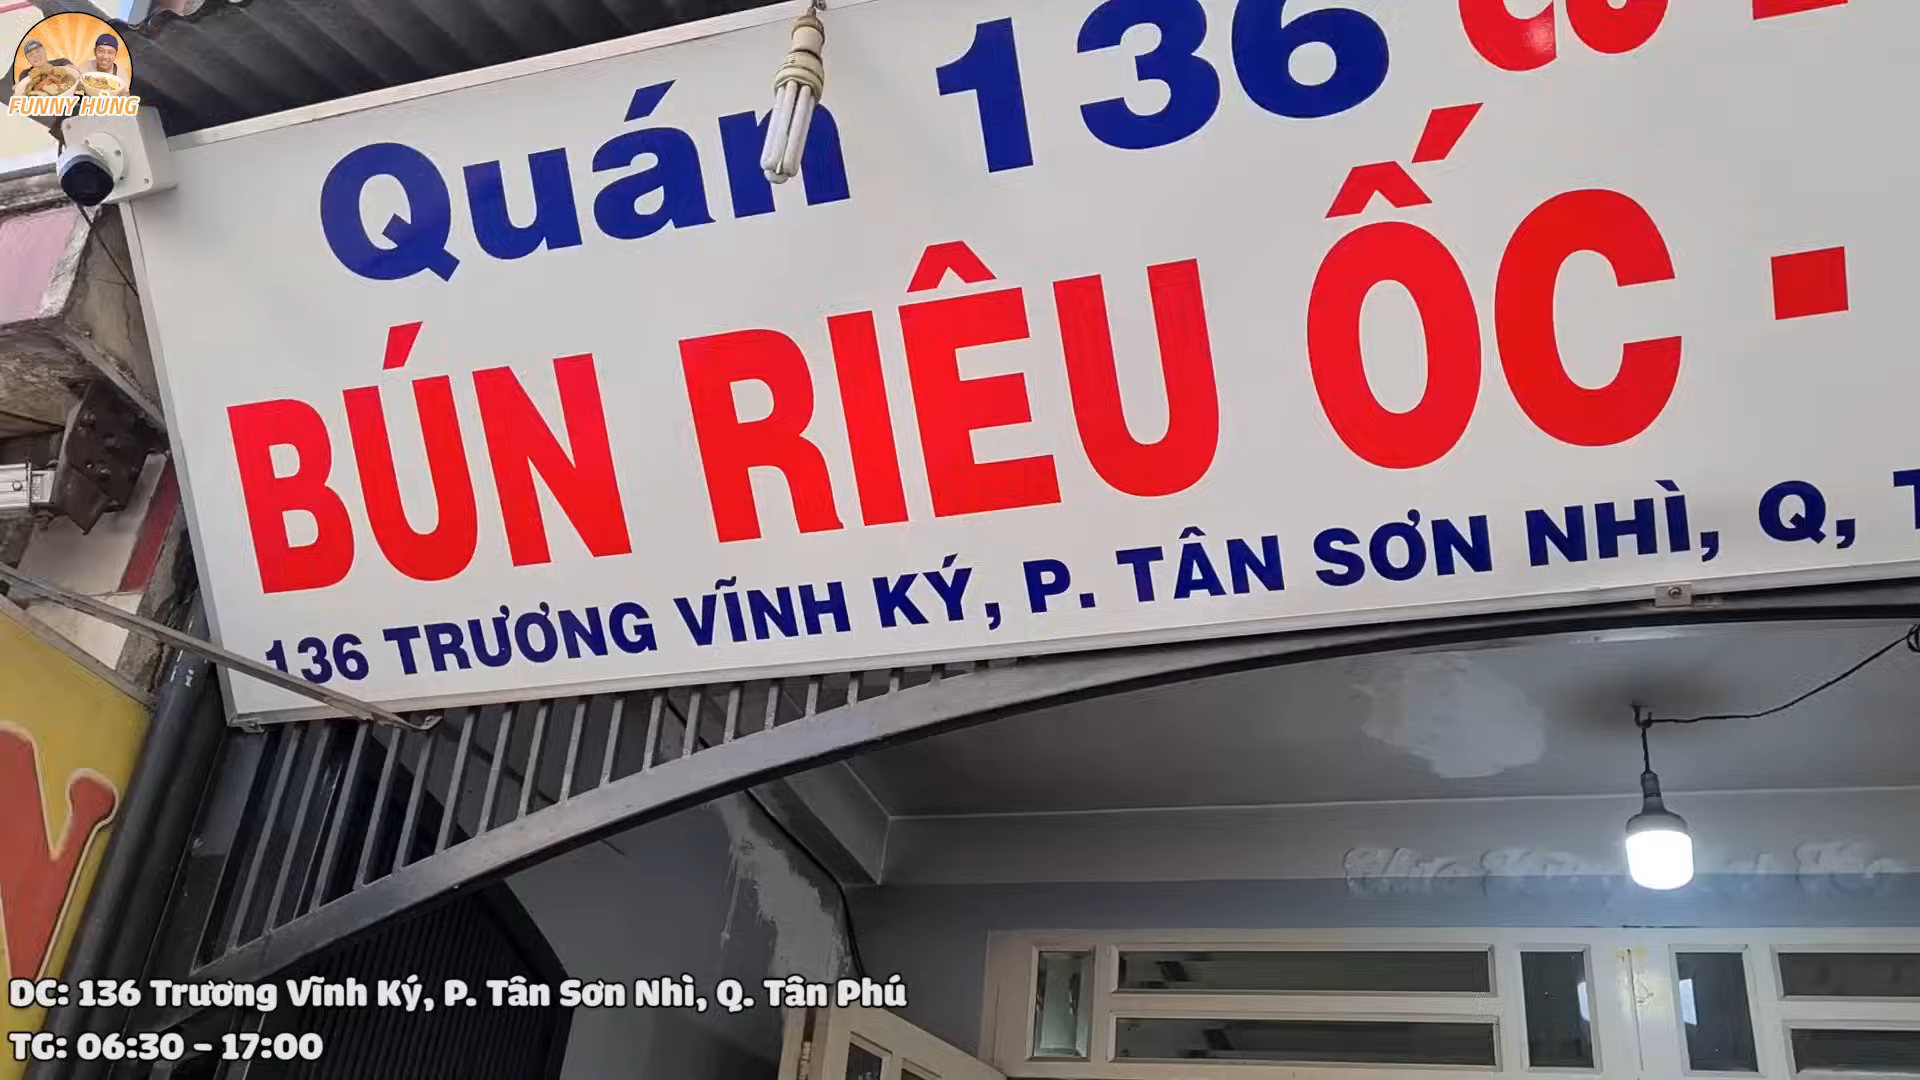 FUNNY HÙNG
Quán 136
BÚN RIÊU ỐC -
136 TRƯƠNG VĨNH KÝ, P. TÂN SƠN NHÌ, Q, T
ĐC: 136 Trương Vĩnh Ký, P. Tân Sơn Nhì, Q. Tân Phú
TG: 06:30 - 17:00